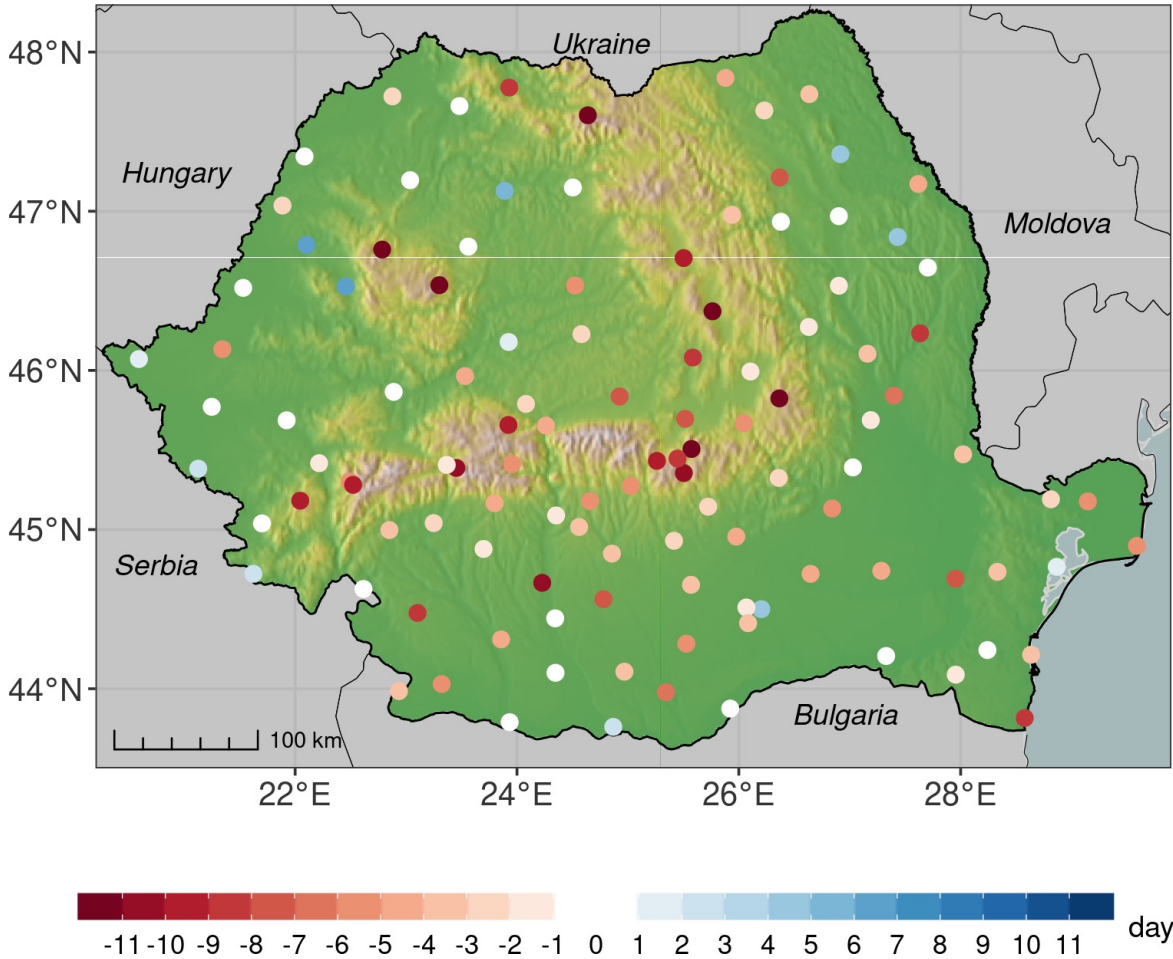 48°N
Ukraine
Hungary
47°N
Moldova
46°N
45°N
Serbia
44°N
Bulgaria
100 km
22°E 24°E 26°E 28°E
-11 -10 -9 -8 -7 -6 -5 -4 -3 -2 -1 0 1 2 3 4 5 6 7 8 9 10 11 day